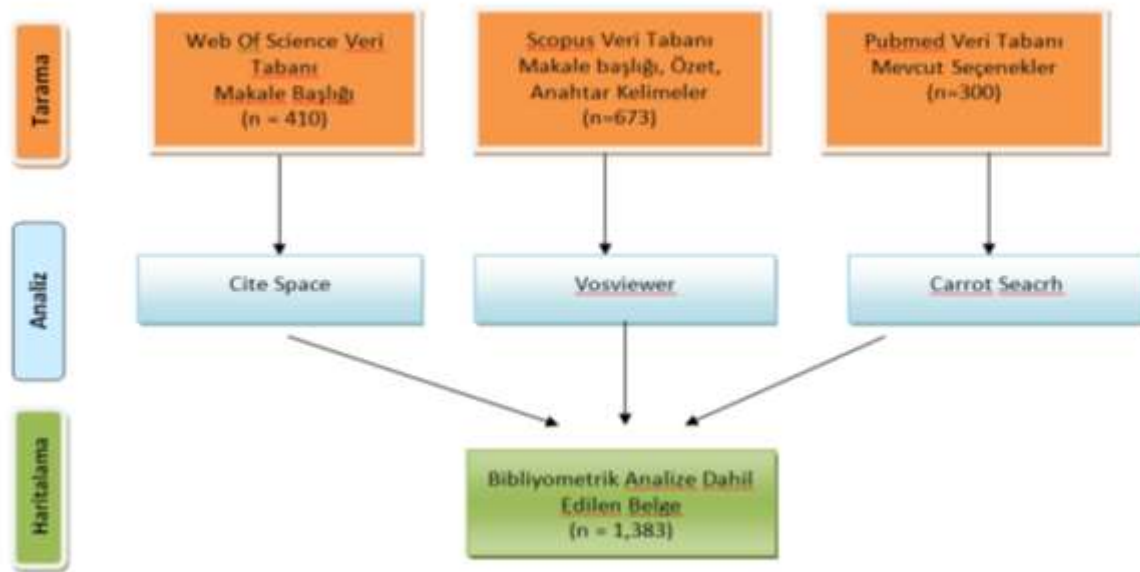 Tarama
Web Of Science Veri
Tabanı
Makale Başlığı
(n = 410)
Scopus Veri Tabanı
Makale başlığı, Özet,
Anahtar Kelimeler
(n=673)
Pubmed Veri Tabanı
Mevcut Seçenekler
(n=300)
Analiz
Cite Space
Vosviewer
Carrot Seacrh
Haritalama
Bibliyometrik Analize Dahil
Edilen Belge
(n = 1,383)